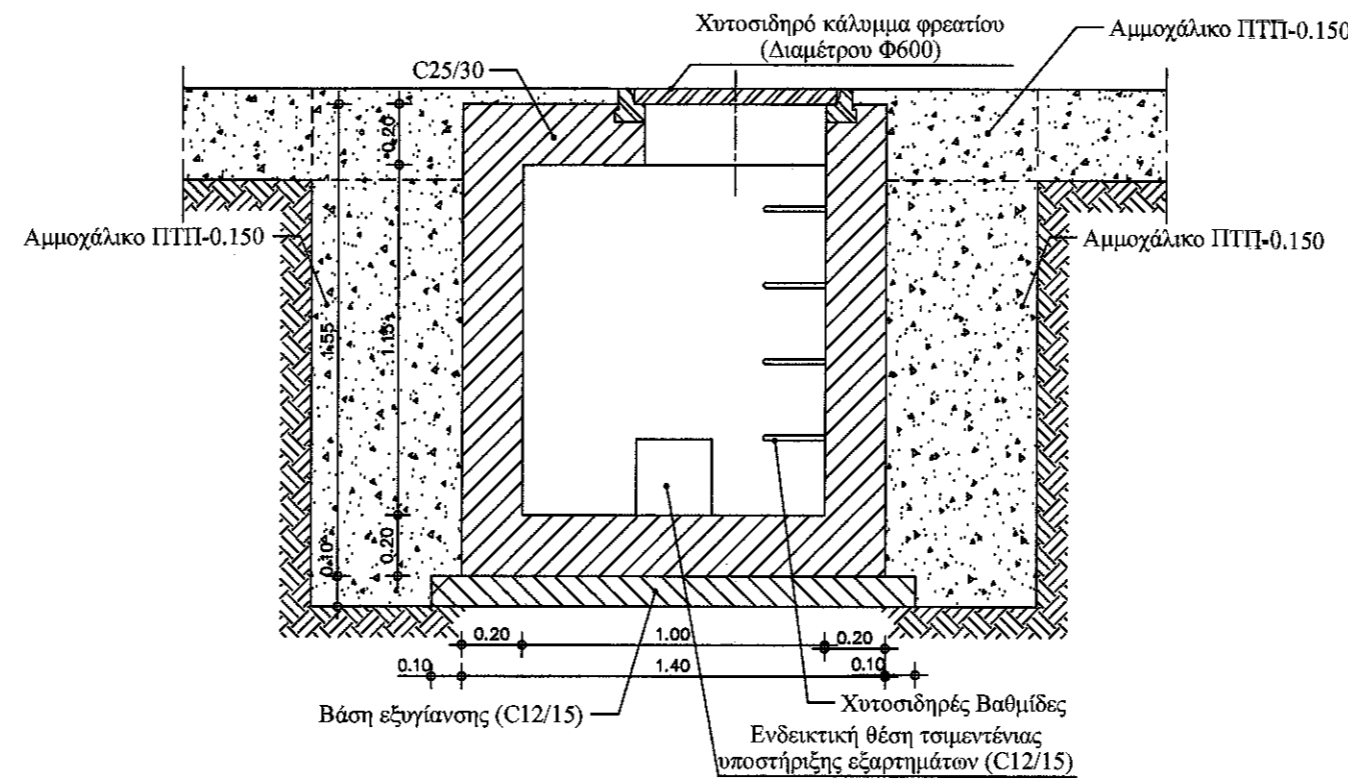 Χυτοσιδηρό κάλυμμα φρεατίου
(Διαμέτρου Φ600)
Αμμοχάλικο ΠΤΠ-0.150
C25/30
0.20
Αμμοχάλικο ΠΤΠ-0.150
Αμμοχάλικο ΠΤΠ-0.150
1.55
1.15
0.10
0.20
0.20
1.00
0.20
0.10
1.40
0.10
Βάση εξυγίανσης (C12/15)
Χυτοσιδηρές Βαθμίδες
Ενδεικτική θέση τσιμεντένιας
υποστήριξης εξαρτημάτων (C12/15)